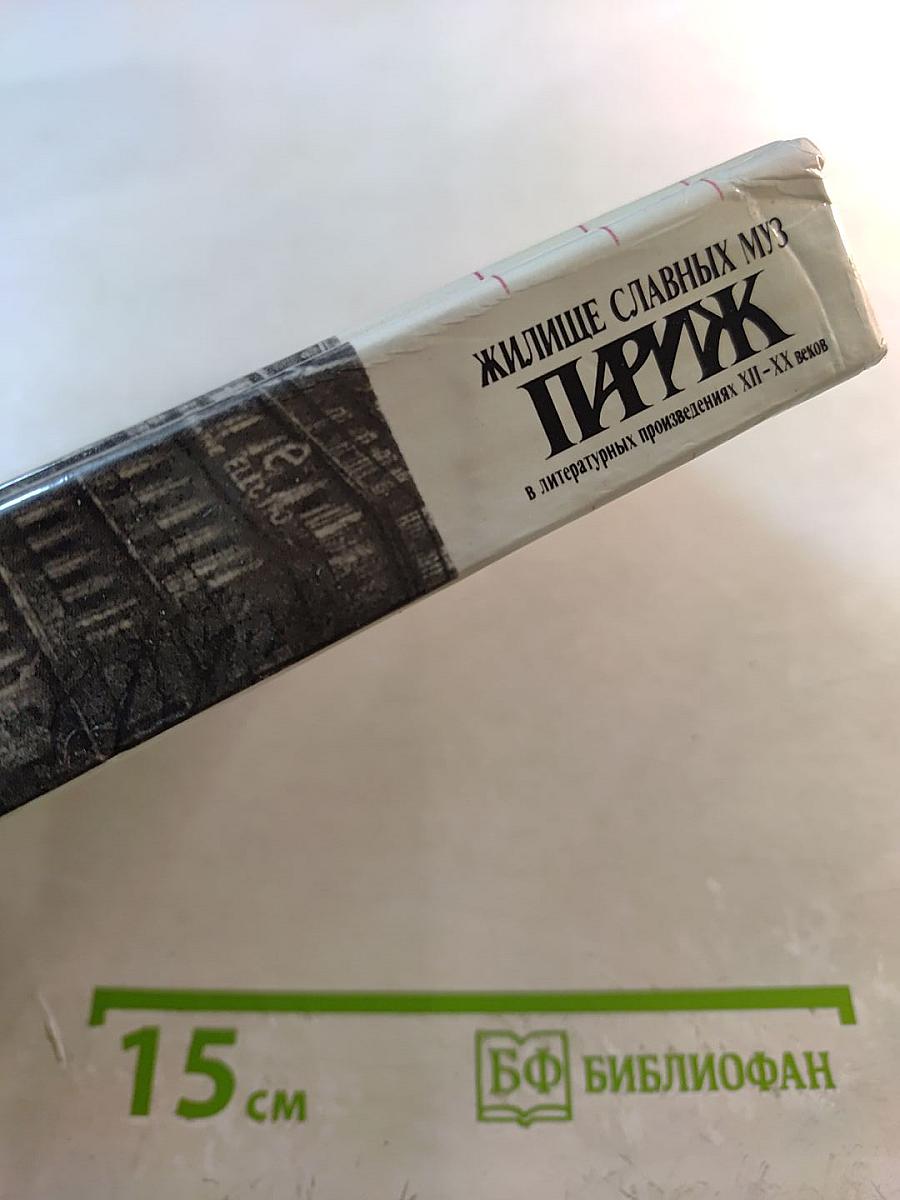 ЖИЛИЩЕ СЛАВНЫХ МУЗ
ПАРИЖ
в литературных произведениях XII–XX веков
15 см
БФ БИБЛИОФАН